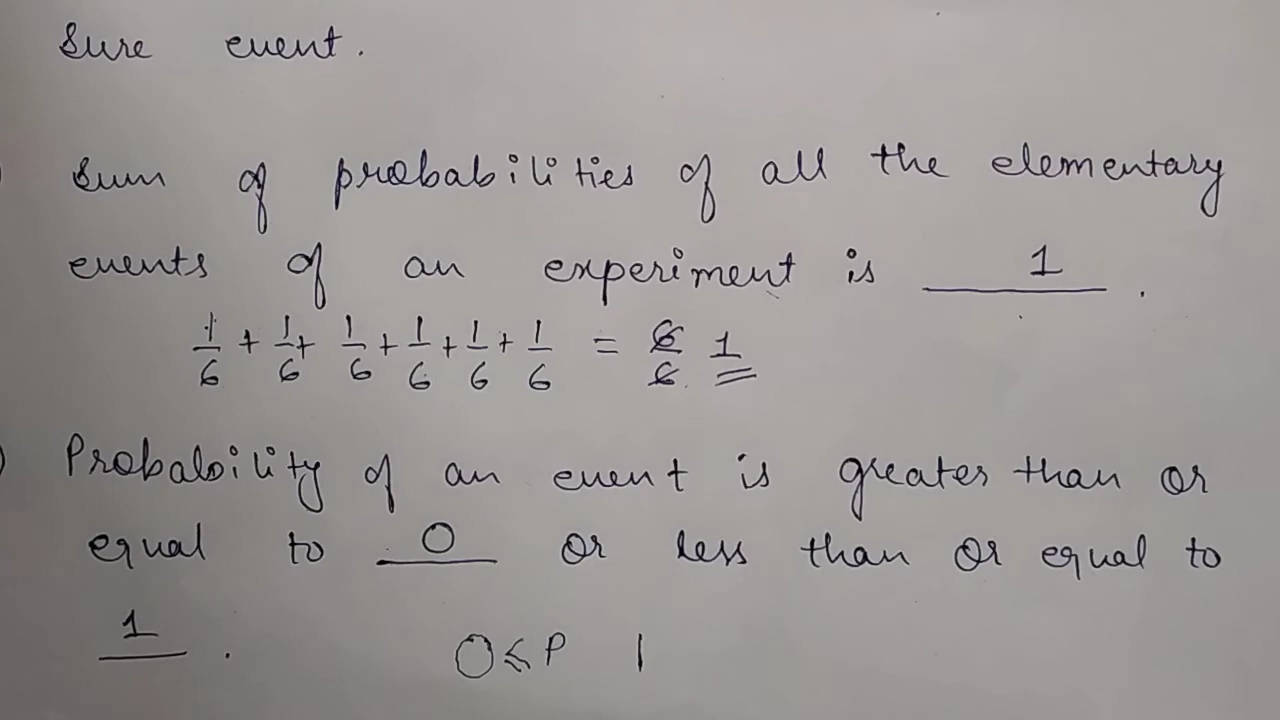 Sure event.
Sum of probabilities of all the elementary
events of an experiment is 1 .
1/6 + 1/6 + 1/6 + 1/6 + 1/6 + 1/6 = 6/6 1
Probability of an event is greater than or
equal to 0 or less than or equal to
1 .
0 ≤ P 1